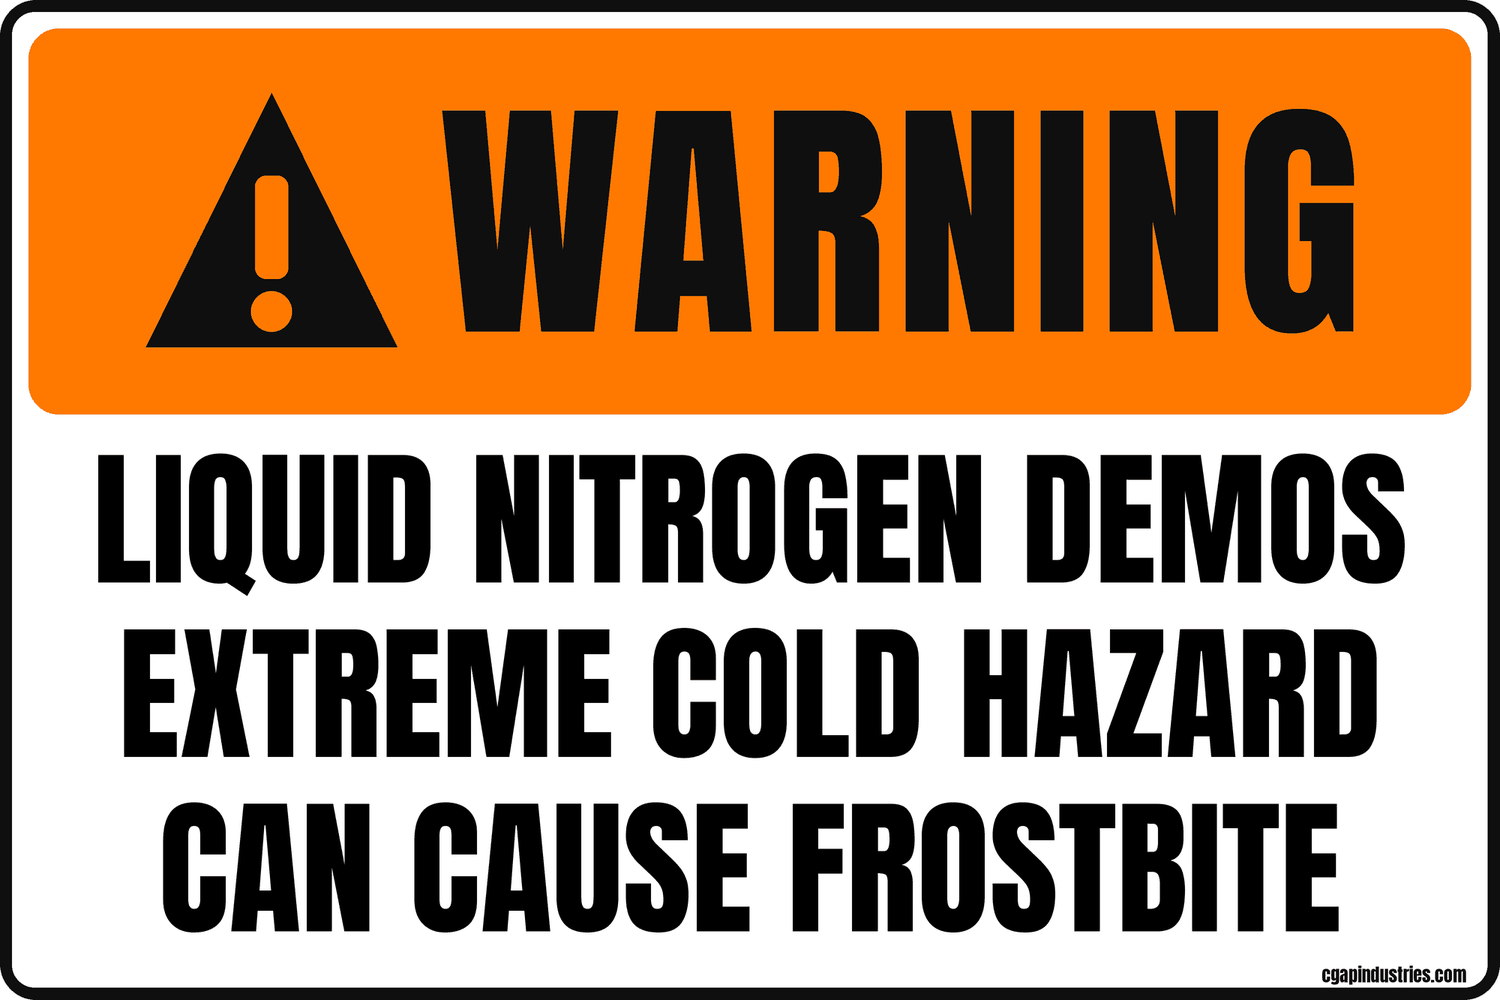 WARNING
LIQUID NITROGEN DEMOS
EXTREME COLD HAZARD
CAN CAUSE FROSTBITE
cgapindustries.com